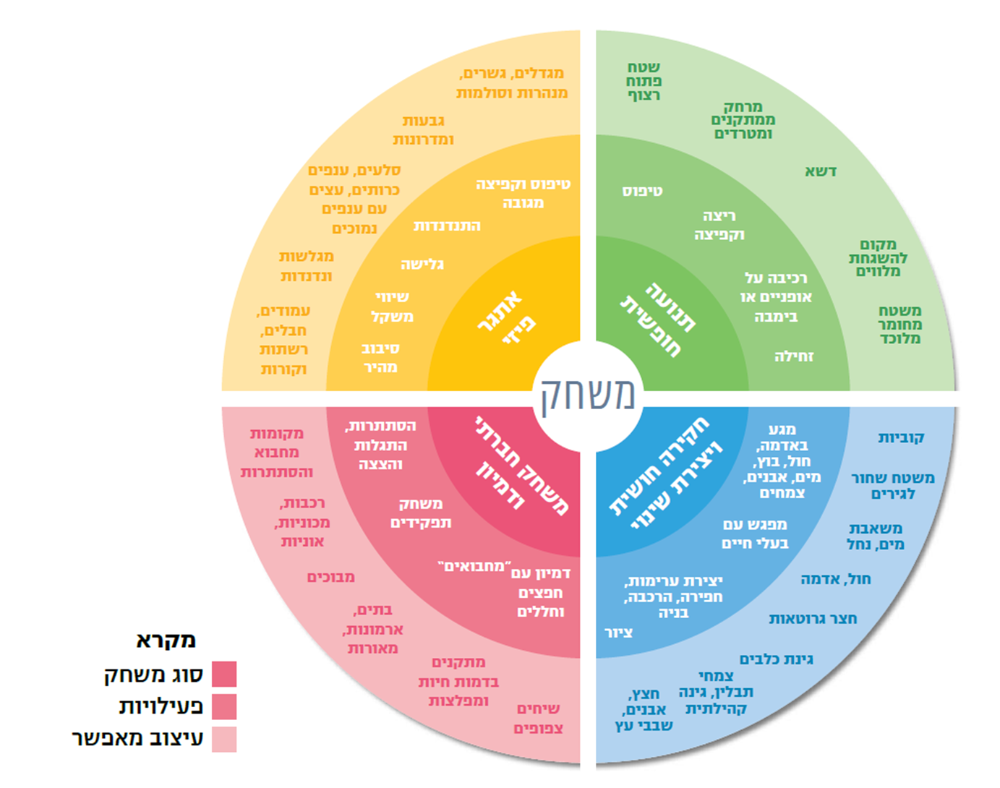 משחק
תנועה
חופשית
טיפוס
ריצה
וקפיצה
רכיבה על
אופניים או
בימבה
זחילה
שטח
פתוח
רצוף
מרחק
ממתקנים
ומטרדים
דשא
מקום
להשגחת
מלווים
משטח
מחומר
מלוכד
חקירה חושית
ויצירת שינוי
מגע
באדמה,
חול, בוץ,
מים, אבנים,
צמחים
מפגש עם
בעלי חיים
יצירת ערימות,
חפירה, הרכבה,
בניה
ציור
קוביות
משטח שחור
לגירים
משאבת
מים, נחל
חול, אדמה
חצר גרוטאות
גינת כלבים
צמחי
תבלין, גינה
קהילתית
חצץ,
אבנים,
שבבי עץ
משחק חברתי
ודמיון
הסתתרות,
התגלות
והצצה
משחק
תפקידים
"מחבואים"
דמיון עם
חפצים
וחללים
מקומות
מחבוא
והסתתרות
רכבות,
מכוניות,
אוניות
מבוכים
בתים,
ארמונות,
מאורות
מתקנים
בדמות חיות
ומפלצות
שיחים
צפופים
אתגר
פיזי
טיפוס וקפיצה
מגובה
התנדנדות
גלישה
שיווי
משקל
סיבוב
מהיר
מגדלים, גשרים,
מנהרות וסולמות
גבעות
ומדרונות
סלעים, ענפים
כרותים, עצים
עם ענפים
נמוכים
מגלשות
ונדנדות
עמודים,
חבלים,
רשתות
וקורות
מקרא
סוג משחק
פעילויות
עיצוב מאפשר